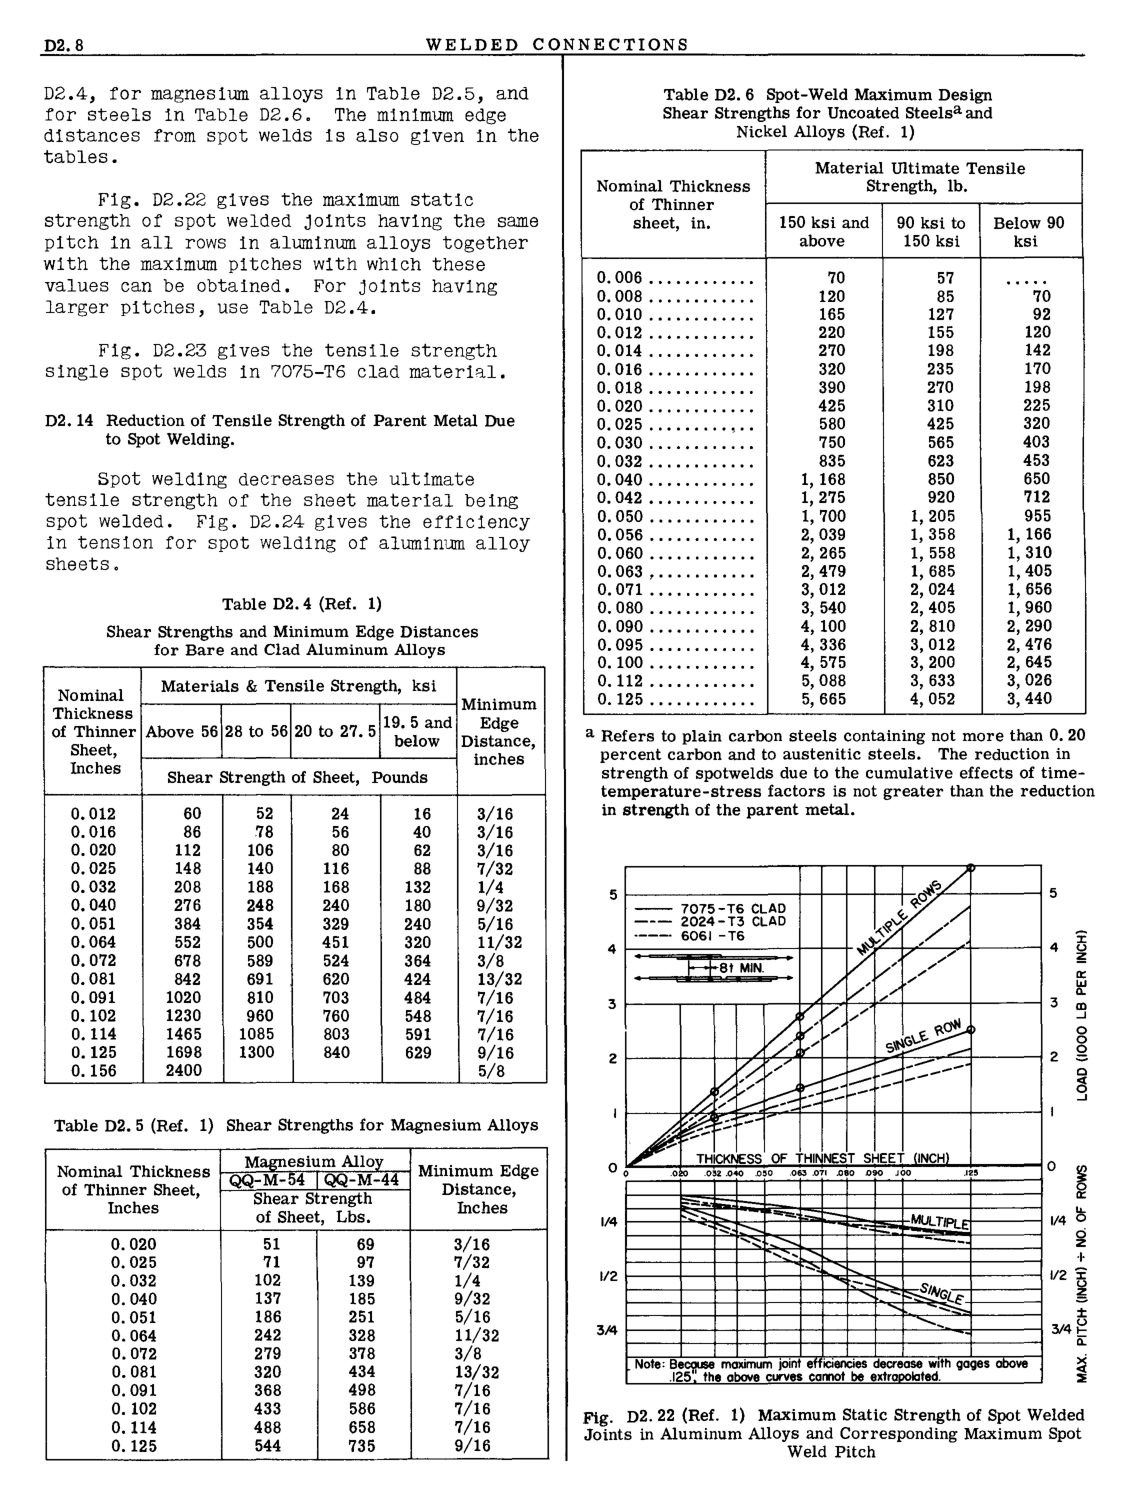 D2. 8
WELDED CONNECTIONS
D2.4, for magnesium alloys in Table D2.5, and
for steels in Table D2.6. The minimum edge
distances from spot welds is also given in the
tables.
Fig. D2.22 gives the maximum static
strength of spot welded joints having the same
pitch in all rows in aluminum alloys together
with the maximum pitches with which these
values can be obtained. For joints having
larger pitches, use Table D2.4.
Fig. D2.23 gives the tensile strength
single spot welds in 7075-T6 clad material.
D2. 14 Reduction of Tensile Strength of Parent Metal Due
to Spot Welding.
Spot welding decreases the ultimate
tensile strength of the sheet material being
spot welded. Fig. D2.24 gives the efficiency
in tension for spot welding of aluminum alloy
sheets.
Table D2. 4 (Ref. 1)
Shear Strengths and Minimum Edge Distances
for Bare and Clad Aluminum Alloys
Nominal
Thickness
of Thinner
Sheet,
Inches
Materials & Tensile Strength, ksi
Above 56 28 to 56 20 to 27. 5 19. 5 and
below
Shear Strength of Sheet, Pounds
Minimum
Edge
Distance,
inches
0. 012 60 52 24 16 3/16
0. 016 86 78 56 40 3/16
0. 020 112 106 80 62 3/16
0. 025 148 140 116 88 7/32
0. 032 208 188 168 132 1/4
0. 040 276 248 240 180 9/32
0. 051 384 354 329 240 5/16
0. 064 552 500 451 320 11/32
0. 072 678 589 524 364 3/8
0. 081 842 691 620 424 13/32
0. 091 1020 810 703 484 7/16
0. 102 1230 960 760 548 7/16
0. 114 1465 1085 803 591 7/16
0. 125 1698 1300 840 629 9/16
0. 156 2400 5/8
Table D2. 5 (Ref. 1) Shear Strengths for Magnesium Alloys
Nominal Thickness
of Thinner Sheet,
Inches
Magnesium Alloy
QQ-M-54 QQ-M-44
Shear Strength
of Sheet, Lbs.
Minimum Edge
Distance,
Inches
0. 020 51 69 3/16
0. 025 71 97 7/32
0. 032 102 139 1/4
0. 040 137 185 9/32
0. 051 186 251 5/16
0. 064 242 328 11/32
0. 072 279 378 3/8
0. 081 320 434 13/32
0. 091 368 498 7/16
0. 102 433 586 7/16
0. 114 488 658 7/16
0. 125 544 735 9/16
Table D2. 6 Spot-Weld Maximum Design
Shear Strengths for Uncoated Steels a and
Nickel Alloys (Ref. 1)
Nominal Thickness
of Thinner
sheet, in.
Material Ultimate Tensile
Strength, lb.
150 ksi and
above
90 ksi to
150 ksi
Below 90
ksi
0. 006 ............ 70 57 .....
0. 008 ............ 120 85 70
0. 010 ............ 165 127 92
0. 012 ............ 220 155 120
0. 014 ............ 270 198 142
0. 016 ............ 320 235 170
0. 018 ............ 390 270 198
0. 020 ............ 425 310 225
0. 025 ............ 580 425 320
0. 030 ............ 750 565 403
0. 032 ............ 835 623 453
0. 040 ............ 1, 168 850 650
0. 042 ............ 1, 275 920 712
0. 050 ............ 1, 700 1, 205 955
0. 056 ............ 2, 039 1, 358 1, 166
0. 060 ............ 2, 265 1, 558 1, 310
0. 063 ............ 2, 479 1, 685 1, 405
0. 071 ............ 3, 012 2, 024 1, 656
0. 080 ............ 3, 540 2, 405 1, 960
0. 090 ............ 4, 100 2, 810 2, 290
0. 095 ............ 4, 336 3, 012 2, 476
0. 100 ............ 4, 575 3, 200 2, 645
0. 112 ............ 5, 088 3, 633 3, 026
0. 125 ............ 5, 665 4, 052 3, 440
a Refers to plain carbon steels containing not more than 0. 20
percent carbon and to austenitic steels. The reduction in
strength of spotwelds due to the cumulative effects of time-
temperature-stress factors is not greater than the reduction
in strength of the parent metal.
7075-T6 CLAD
2024-T3 CLAD
6061-T6
8t MIN.
MULTIPLE ROWS
SINGLE ROW
5 5
4 4
3 3
2 2
1 1
0 0
LOAD (1000 LB PER INCH)
THICKNESS OF THINNEST SHEET (INCH)
0 .020 .032 .040 .050 .063 .071 .080 .090 .100 .125
MULTIPLE
SINGLE
1/4 1/4
1/2 1/2
3/4 3/4
MAX. PITCH (INCH) ÷ NO. OF ROWS
Note: Because maximum joint efficiencies decrease with gages above
.125", the above curves cannot be extrapolated.
Fig. D2. 22 (Ref. 1) Maximum Static Strength of Spot Welded
Joints in Aluminum Alloys and Corresponding Maximum Spot
Weld Pitch